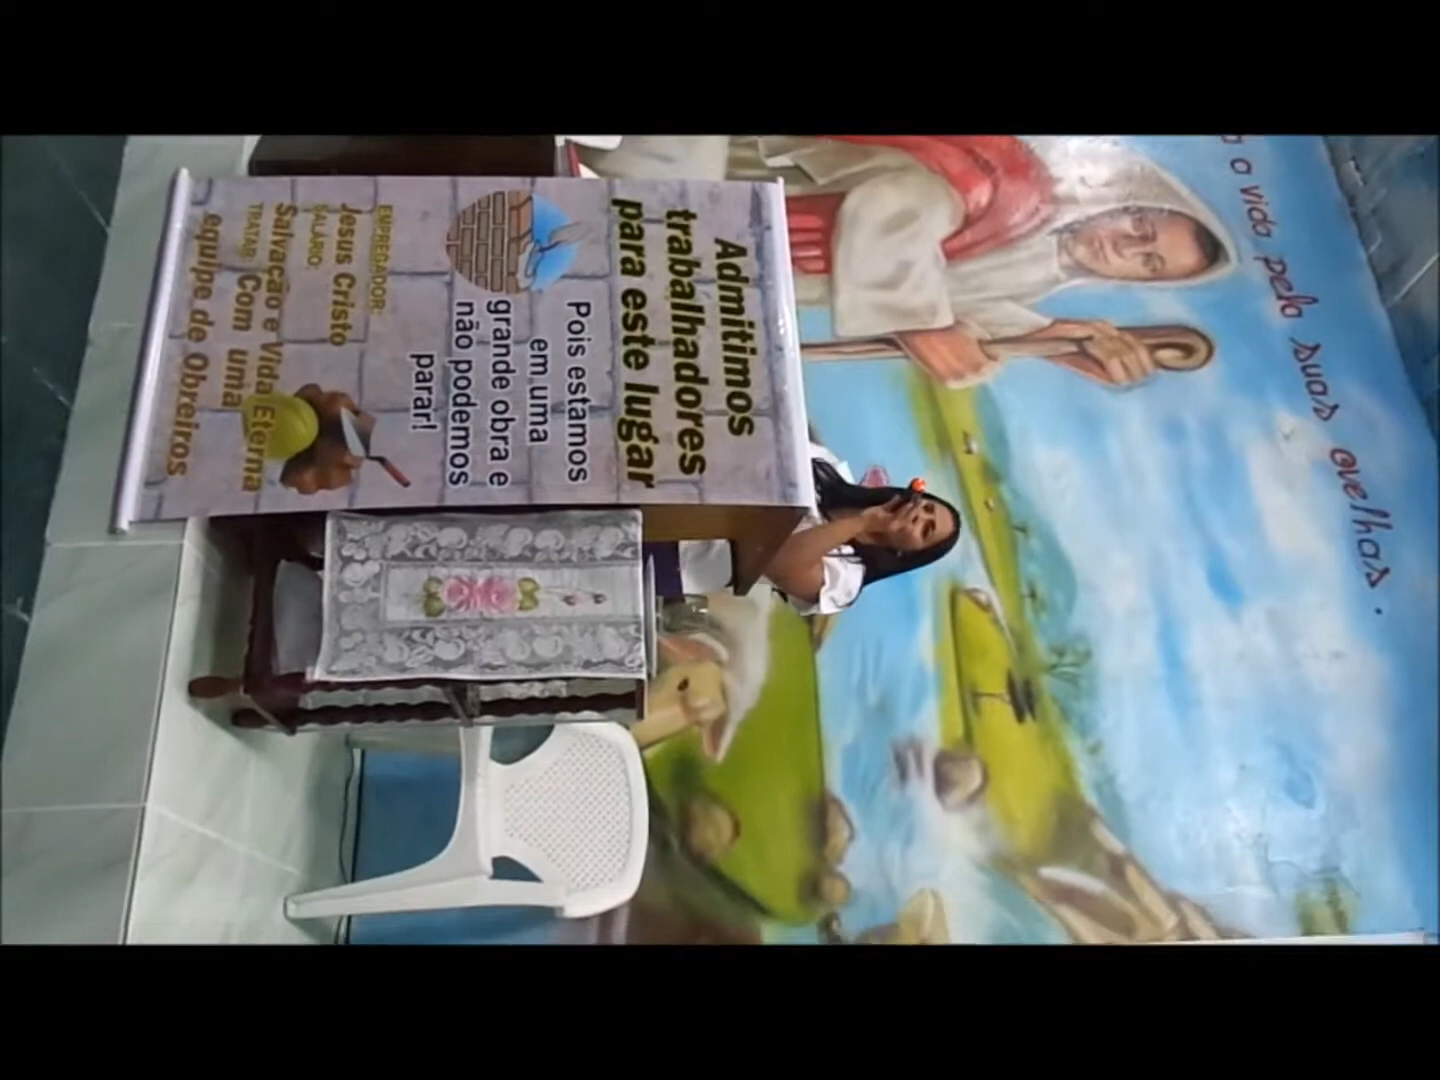 a vida pelo suas ovelhas.
Admitimos
trabalhadores
para este lugar
Pois estamos
em uma
grande obra e
não podemos
parar!
EMPREGADOR:
Jesus Cristo
SALÁRIO:
Salvação e Vida Eterna
TRATAR: Com uma
equipe de Obreiros